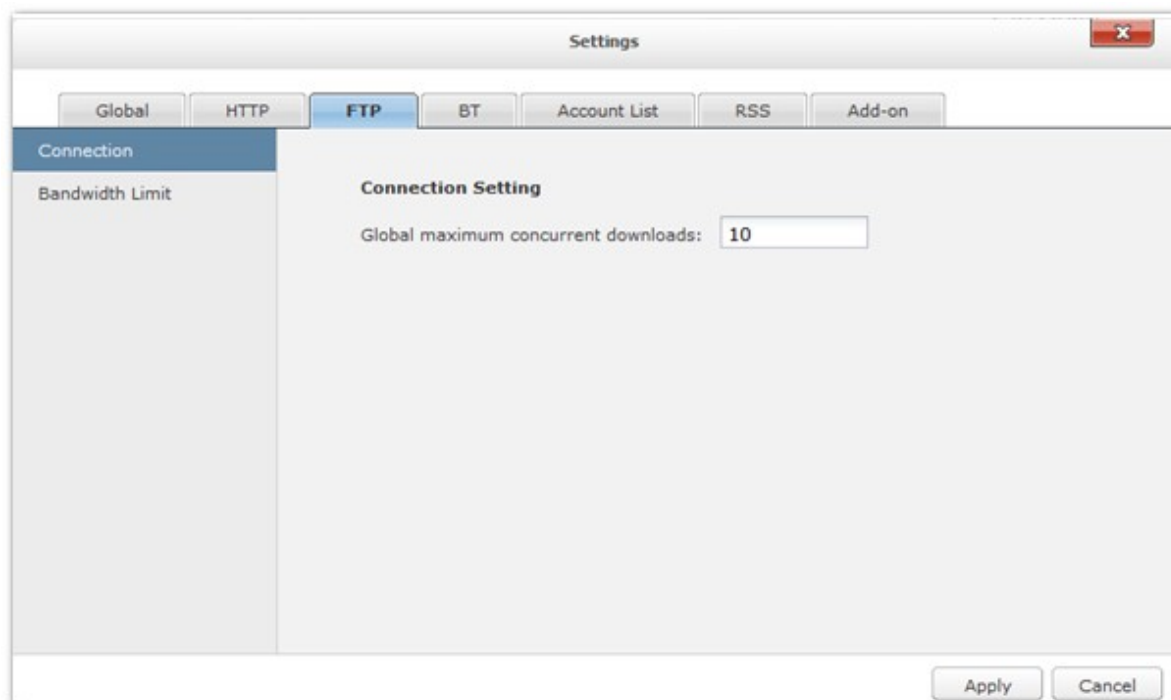 Settings
Global HTTP FTP BT Account List RSS Add-on
Connection
Bandwidth Limit
Connection Setting
Global maximum concurrent downloads: 10
Apply Cancel